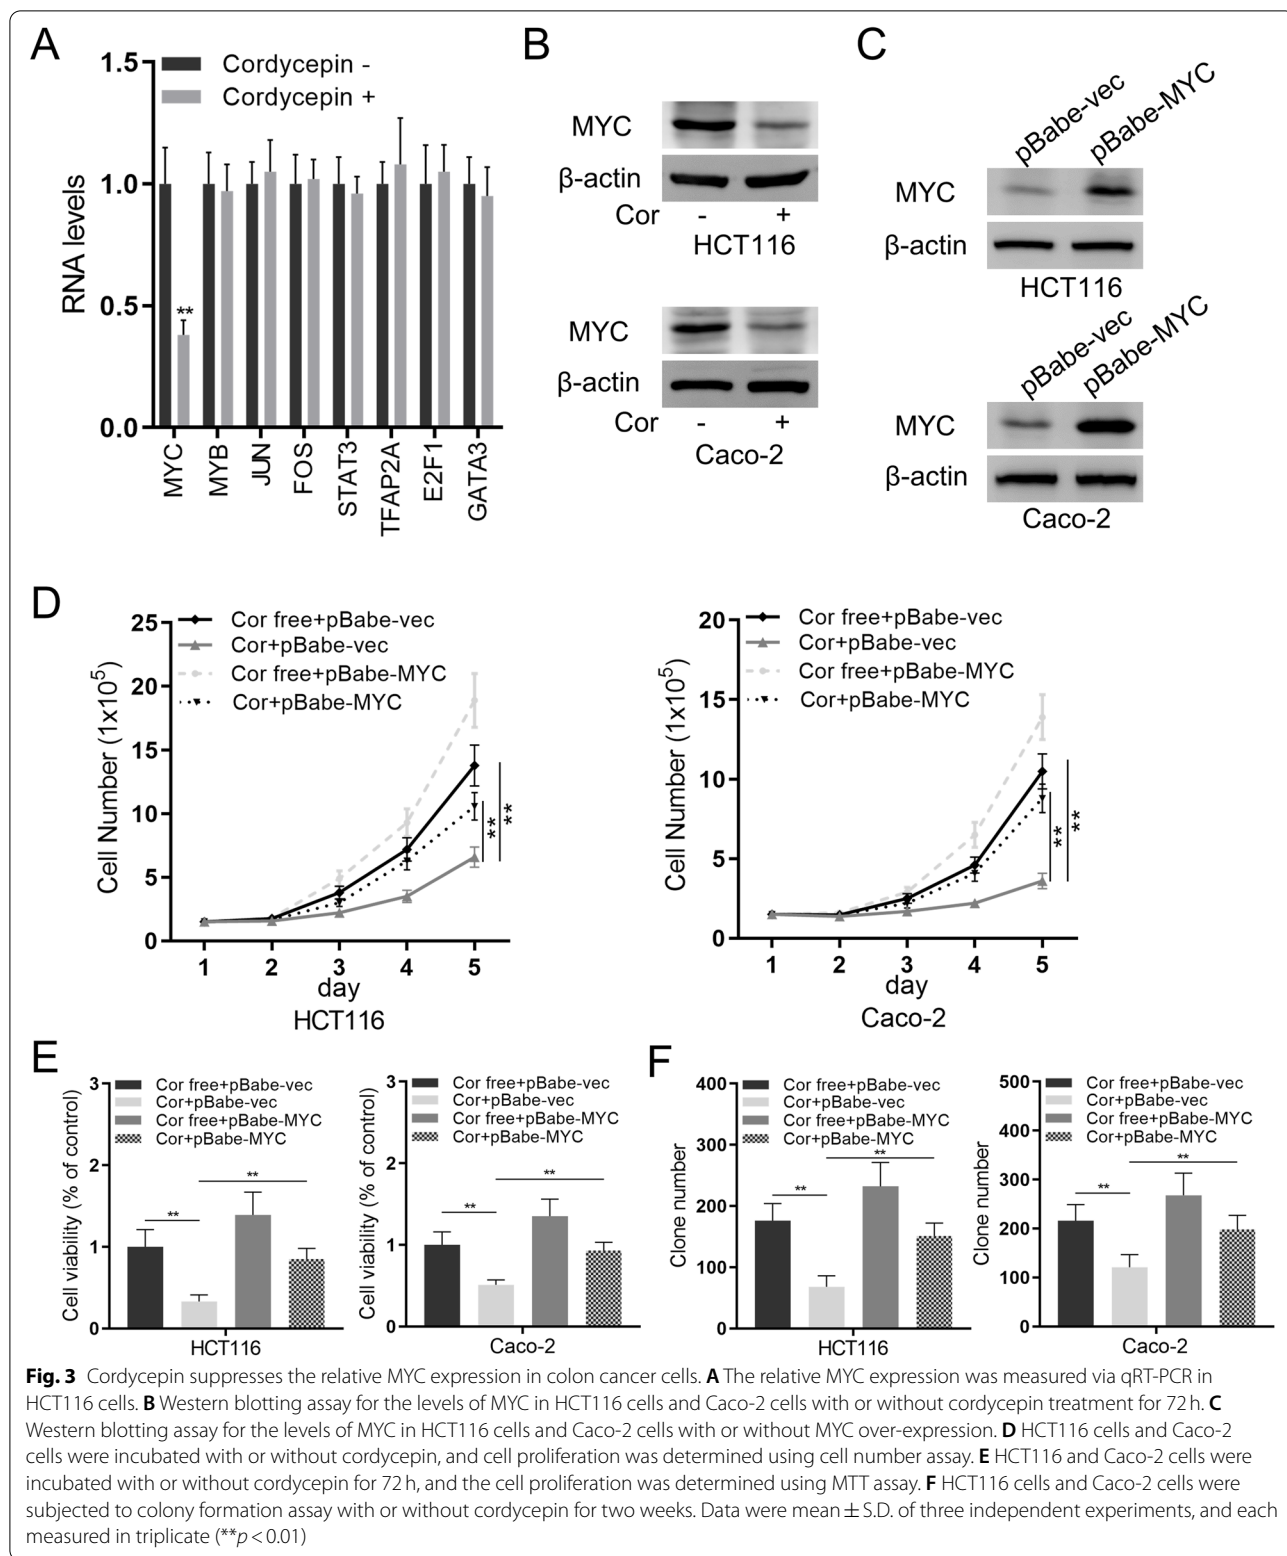 A
1.5
1.0
0.5
0.0
RNA levels
Cordycepin -
Cordycepin +
**
MYC
MYB
JUN
FOS
STAT3
TFAP2A
E2F1
GATA3
B
MYC
β-actin
Cor - +
HCT116
MYC
β-actin
Cor - +
Caco-2
C
pBabe-vec
pBabe-MYC
MYC
β-actin
HCT116
pBabe-vec
pBabe-MYC
MYC
β-actin
Caco-2
D
25
20
15
10
5
0
Cell Number (1x10⁵)
Cor free+pBabe-vec
Cor+pBabe-vec
Cor free+pBabe-MYC
Cor+pBabe-MYC
**
**
1 2 3 4 5
day
HCT116
20
15
10
5
0
Cell Number (1x10⁵)
Cor free+pBabe-vec
Cor+pBabe-vec
Cor free+pBabe-MYC
Cor+pBabe-MYC
**
**
1 2 3 4 5
day
Caco-2
E
3
2
1
0
Cell viability (% of control)
Cor free+pBabe-vec
Cor+pBabe-vec
Cor free+pBabe-MYC
Cor+pBabe-MYC
**
**
HCT116
3
2
1
0
Cell viability (% of control)
Cor free+pBabe-vec
Cor+pBabe-vec
Cor free+pBabe-MYC
Cor+pBabe-MYC
**
**
Caco-2
F
400
300
200
100
0
Clone number
Cor free+pBabe-vec
Cor+pBabe-vec
Cor free+pBabe-MYC
Cor+pBabe-MYC
**
**
HCT116
500
400
300
200
100
0
Clone number
Cor free+pBabe-vec
Cor+pBabe-vec
Cor free+pBabe-MYC
Cor+pBabe-MYC
**
**
Caco-2
Fig. 3 Cordycepin suppresses the relative MYC expression in colon cancer cells. A The relative MYC expression was measured via qRT-PCR in
HCT116 cells. B Western blotting assay for the levels of MYC in HCT116 cells and Caco-2 cells with or without cordycepin treatment for 72 h. C
Western blotting assay for the levels of MYC in HCT116 cells and Caco-2 cells with or without MYC over-expression. D HCT116 cells and Caco-2
cells were incubated with or without cordycepin, and cell proliferation was determined using cell number assay. E HCT116 and Caco-2 cells were
incubated with or without cordycepin for 72 h, and the cell proliferation was determined using MTT assay. F HCT116 cells and Caco-2 cells were
subjected to colony formation assay with or without cordycepin for two weeks. Data were mean ± S.D. of three independent experiments, and each
measured in triplicate (**p < 0.01)